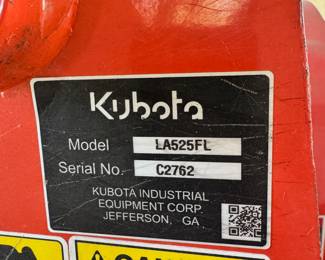 Kubota
Model LA525FL
Serial No. C2762
KUBOTA INDUSTRIAL
EQUIPMENT CORP
JEFFERSON, GA